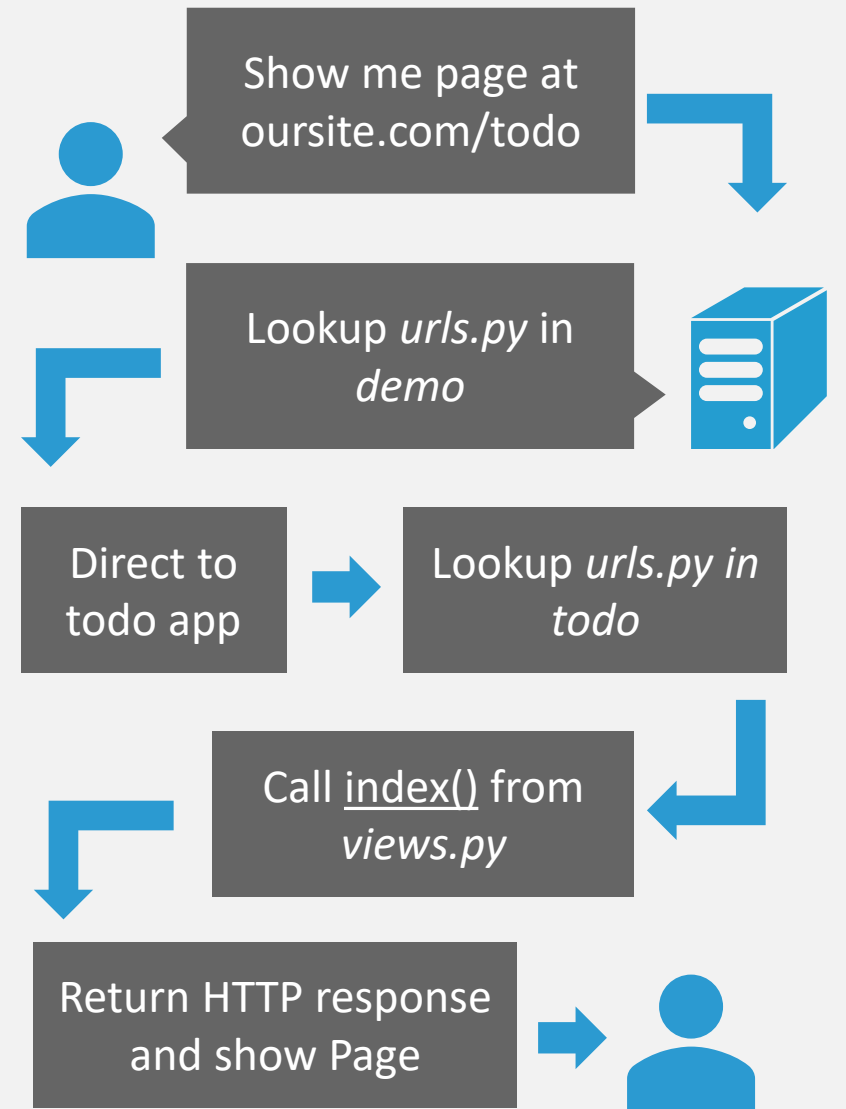 Show me page at
oursite.com/todo
Lookup urls.py in
demo
Direct to
todo app
Lookup urls.py in
todo
Call index() from
views.py
Return HTTP response
and show Page